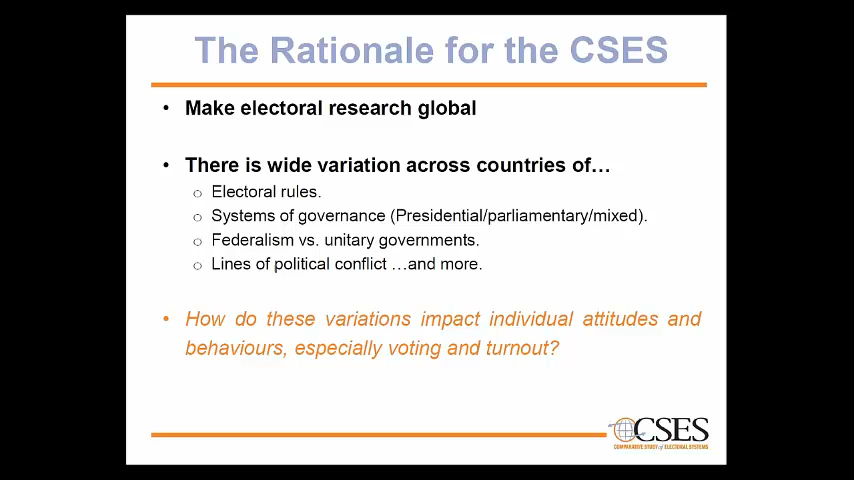 The Rationale for the CSES
• Make electoral research global
• There is wide variation across countries of…
○ Electoral rules.
○ Systems of governance (Presidential/parliamentary/mixed).
○ Federalism vs. unitary governments.
○ Lines of political conflict …and more.
• How do these variations impact individual attitudes and
behaviours, especially voting and turnout?
CSES
COMPARATIVE STUDY of ELECTORAL SYSTEMS